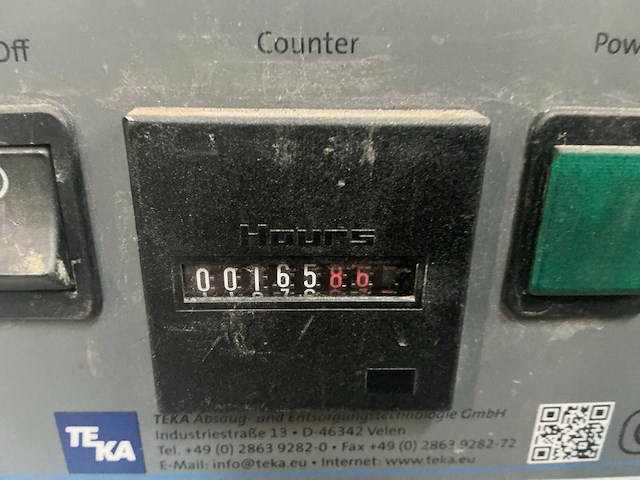 Off
Counter
Pow
Hours
0016586
TEKA
TEKA Absaug- und Entsorgungstechnologie GmbH
Industriestraße 13 • D-46342 Velen
Tel. +49 (0) 2863 9282-0 • Fax +49 (0) 2863 9282-72
E-Mail: info@teka.eu • Internet: www.teka.eu